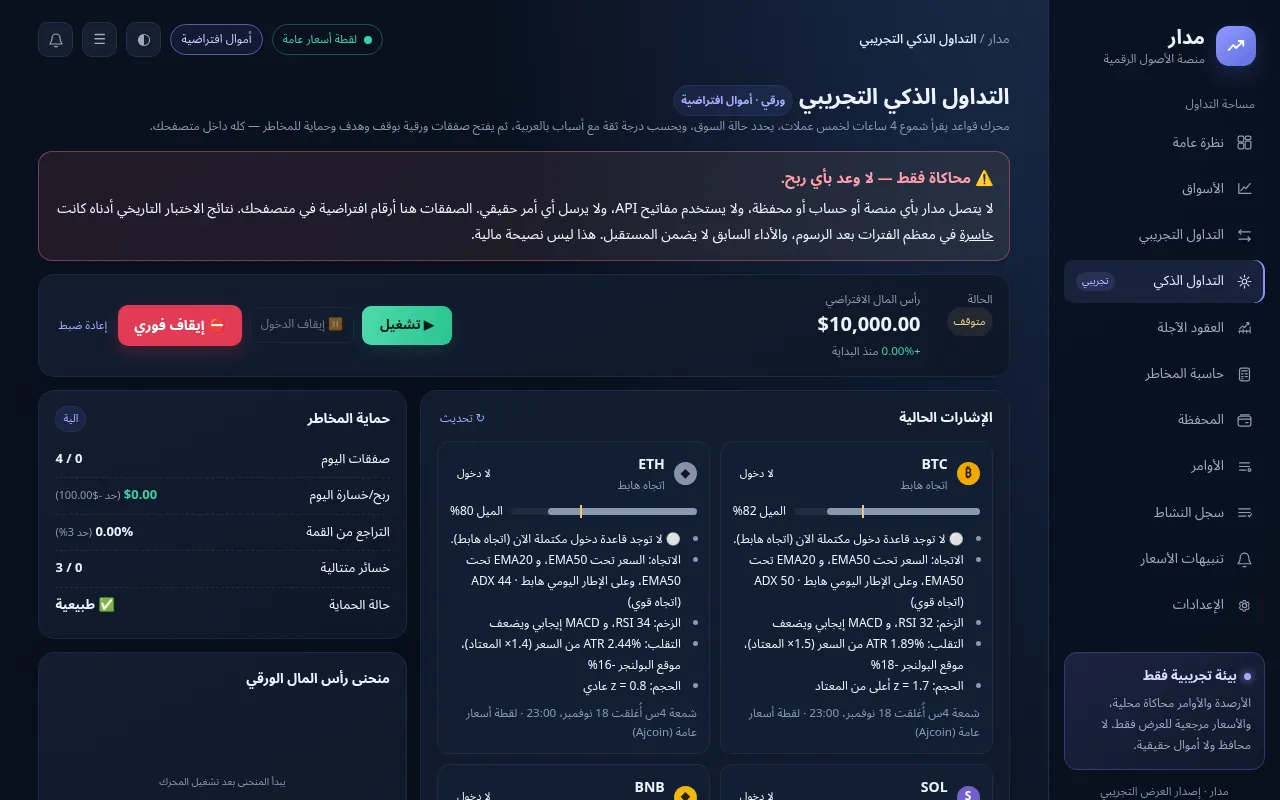 مدار
منصة الأصول الرقمية
مساحة التداول
نظرة عامة
الأسواق
التداول التجريبي
التداول الذكي
تجريبي
العقود الآجلة
حاسبة المخاطر
المحفظة
الأوامر
سجل النشاط
تنبيهات الأسعار
الإعدادات
بيئة تجريبية فقط
الأرصدة والأوامر محاكاة محلية،
والأسعار مرجعية للعرض فقط. لا
محافظ ولا أموال حقيقية.
مدار · إصدار العرض التجريبي
مدار / التداول الذكي التجريبي
لقطة أسعار عامة
أموال افتراضية
التداول الذكي التجريبي
ورقي · أموال افتراضية
محرك قواعد يقرأ شموع 4 ساعات لخمس عملات، يحدد حالة السوق، ويحسب درجة ثقة مع أسباب بالعربية، ثم يفتح صفقات ورقية بوقف وهدف وحماية للمخاطر — كله داخل متصفحك.
⚠️ محاكاة فقط — لا وعد بأي ربح.
لا يتصل مدار بأي منصة أو حساب أو محفظة، ولا يستخدم مفاتيح API، ولا يرسل أي أمر حقيقي. الصفقات هنا أرقام افتراضية في متصفحك. نتائج الاختبار التاريخي أدناه كانت
خاسرة في معظم الفترات بعد الرسوم، والأداء السابق لا يضمن المستقبل. هذا ليس نصيحة مالية.
الحالة
متوقف
رأس المال الافتراضي
$10,000.00
+0.00% منذ البداية
▶ تشغيل
⏸ إيقاف الدخول
⛔ إيقاف فوري
إعادة ضبط
الإشارات الحالية
↻ تحديث
BTC
اتجاه هابط
لا دخول
الميل 82%
⚪ لا توجد قاعدة دخول مكتملة الآن (اتجاه هابط).
الاتجاه: السعر تحت EMA50، و EMA20 تحت
EMA50، وعلى الإطار اليومي هابط · ADX 50
(اتجاه قوي)
الزخم: RSI 32، و MACD إيجابي ويضعف
التقلب: ATR 1.89% من السعر (1.5× المعتاد)،
موقع البولنجر -18%
الحجم: z = 1.7 أعلى من المعتاد
شمعة 4س أُغلقت 18 نوفمبر، 23:00 · لقطة أسعار
عامة (Ajcoin)
ETH
اتجاه هابط
لا دخول
الميل 80%
⚪ لا توجد قاعدة دخول مكتملة الآن (اتجاه هابط).
الاتجاه: السعر تحت EMA50، و EMA20 تحت
EMA50، وعلى الإطار اليومي هابط · ADX 44
(اتجاه قوي)
الزخم: RSI 34، و MACD إيجابي ويضعف
التقلب: ATR 2.44% من السعر (1.4× المعتاد)،
موقع البولنجر -16%
الحجم: z = 0.8 عادي
شمعة 4س أُغلقت 18 نوفمبر، 23:00 · لقطة أسعار
عامة (Ajcoin)
SOL
لا دخول
BNB
لا دخول
حماية المخاطر
آلية
صفقات اليوم
0 / 4
ربح/خسارة اليوم
$0.00 (حد -$100.00)
التراجع من القمة
0.00% (حد 3%)
خسائر متتالية
0 / 3
حالة الحماية
✅ طبيعية
منحنى رأس المال الورقي
يبدأ المنحنى بعد تشغيل المحرك